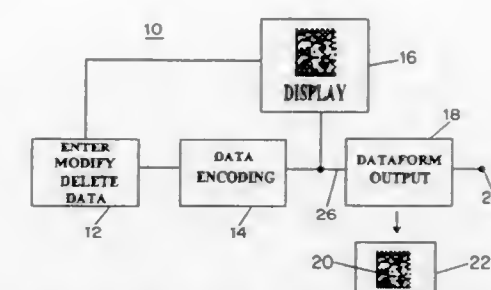 10
16
DISPLAY
18
ENTER
MODIFY
DELETE
DATA
DATA
ENCODING
DATAFORM
OUTPUT
12
14
26
20
22